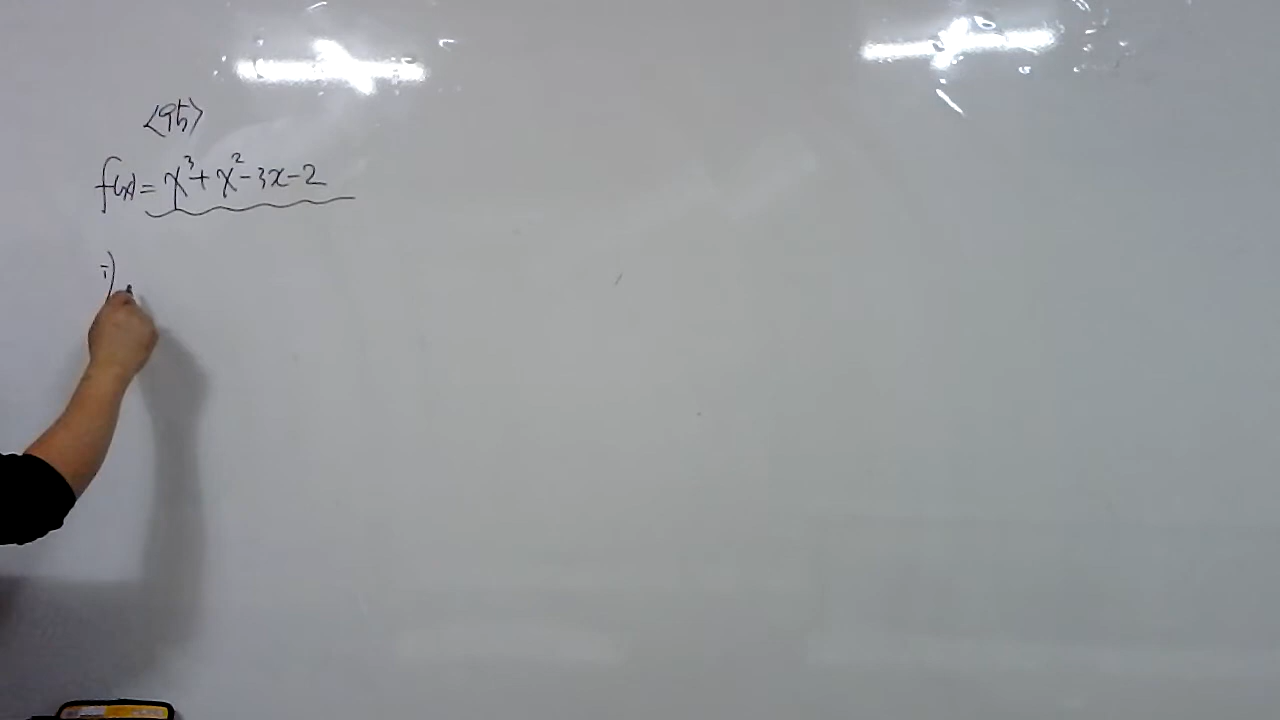 <95>
f(x) = x³ + x² - 3x - 2
i)